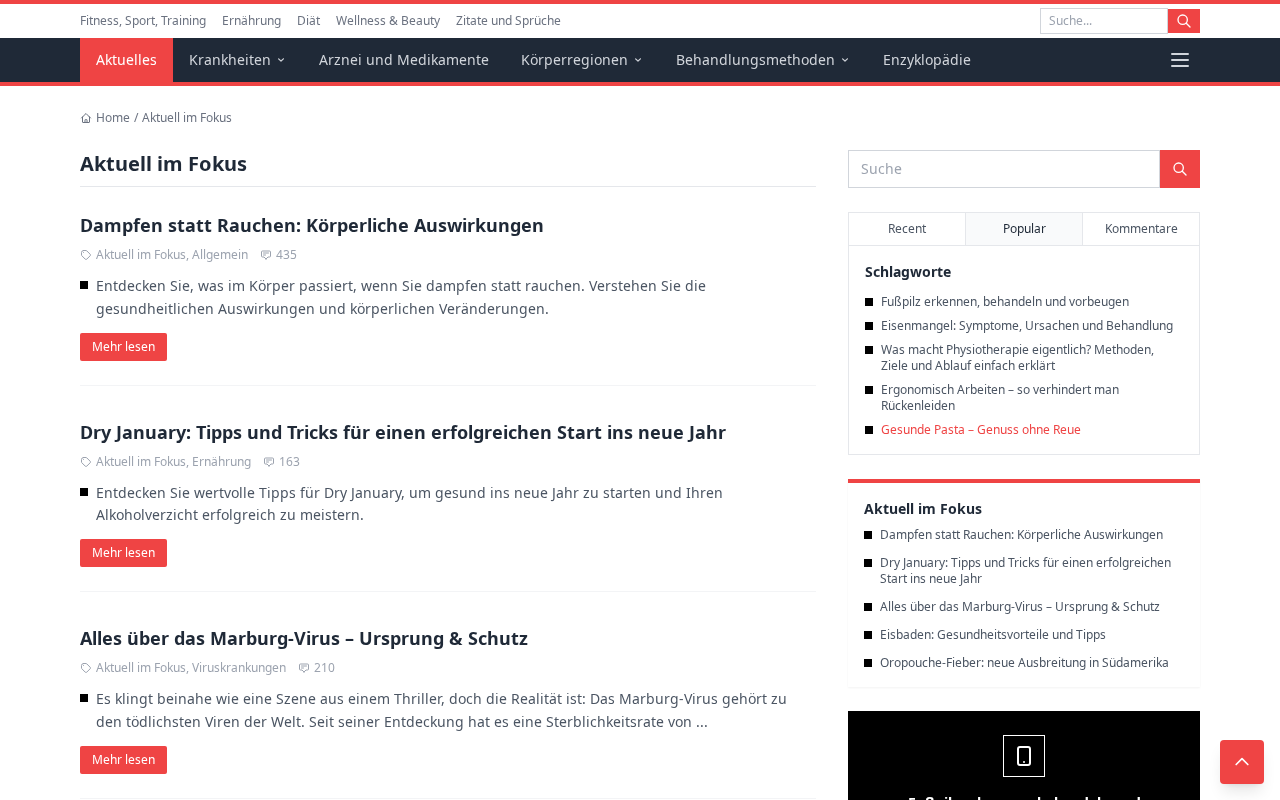 Fitness, Sport, Training Ernährung Diät Wellness & Beauty Zitate und Sprüche Suche...
Aktuelles Krankheiten Arznei und Medikamente Körperregionen Behandlungsmethoden Enzyklopädie
Home / Aktuell im Fokus
Aktuell im Fokus
Dampfen statt Rauchen: Körperliche Auswirkungen
Aktuell im Fokus, Allgemein 435
Entdecken Sie, was im Körper passiert, wenn Sie dampfen statt rauchen. Verstehen Sie die
gesundheitlichen Auswirkungen und körperlichen Veränderungen.
Mehr lesen
Dry January: Tipps und Tricks für einen erfolgreichen Start ins neue Jahr
Aktuell im Fokus, Ernährung 163
Entdecken Sie wertvolle Tipps für Dry January, um gesund ins neue Jahr zu starten und Ihren
Alkoholverzicht erfolgreich zu meistern.
Mehr lesen
Alles über das Marburg-Virus – Ursprung & Schutz
Aktuell im Fokus, Viruskrankungen 210
Es klingt beinahe wie eine Szene aus einem Thriller, doch die Realität ist: Das Marburg-Virus gehört zu
den tödlichsten Viren der Welt. Seit seiner Entdeckung hat es eine Sterblichkeitsrate von ...
Mehr lesen
Suche
Recent Popular Kommentare
Schlagworte
Fußpilz erkennen, behandeln und vorbeugen
Eisenmangel: Symptome, Ursachen und Behandlung
Was macht Physiotherapie eigentlich? Methoden,
Ziele und Ablauf einfach erklärt
Ergonomisch Arbeiten – so verhindert man
Rückenleiden
Gesunde Pasta – Genuss ohne Reue
Aktuell im Fokus
Dampfen statt Rauchen: Körperliche Auswirkungen
Dry January: Tipps und Tricks für einen erfolgreichen
Start ins neue Jahr
Alles über das Marburg-Virus – Ursprung & Schutz
Eisbaden: Gesundheitsvorteile und Tipps
Oropouche-Fieber: neue Ausbreitung in Südamerika